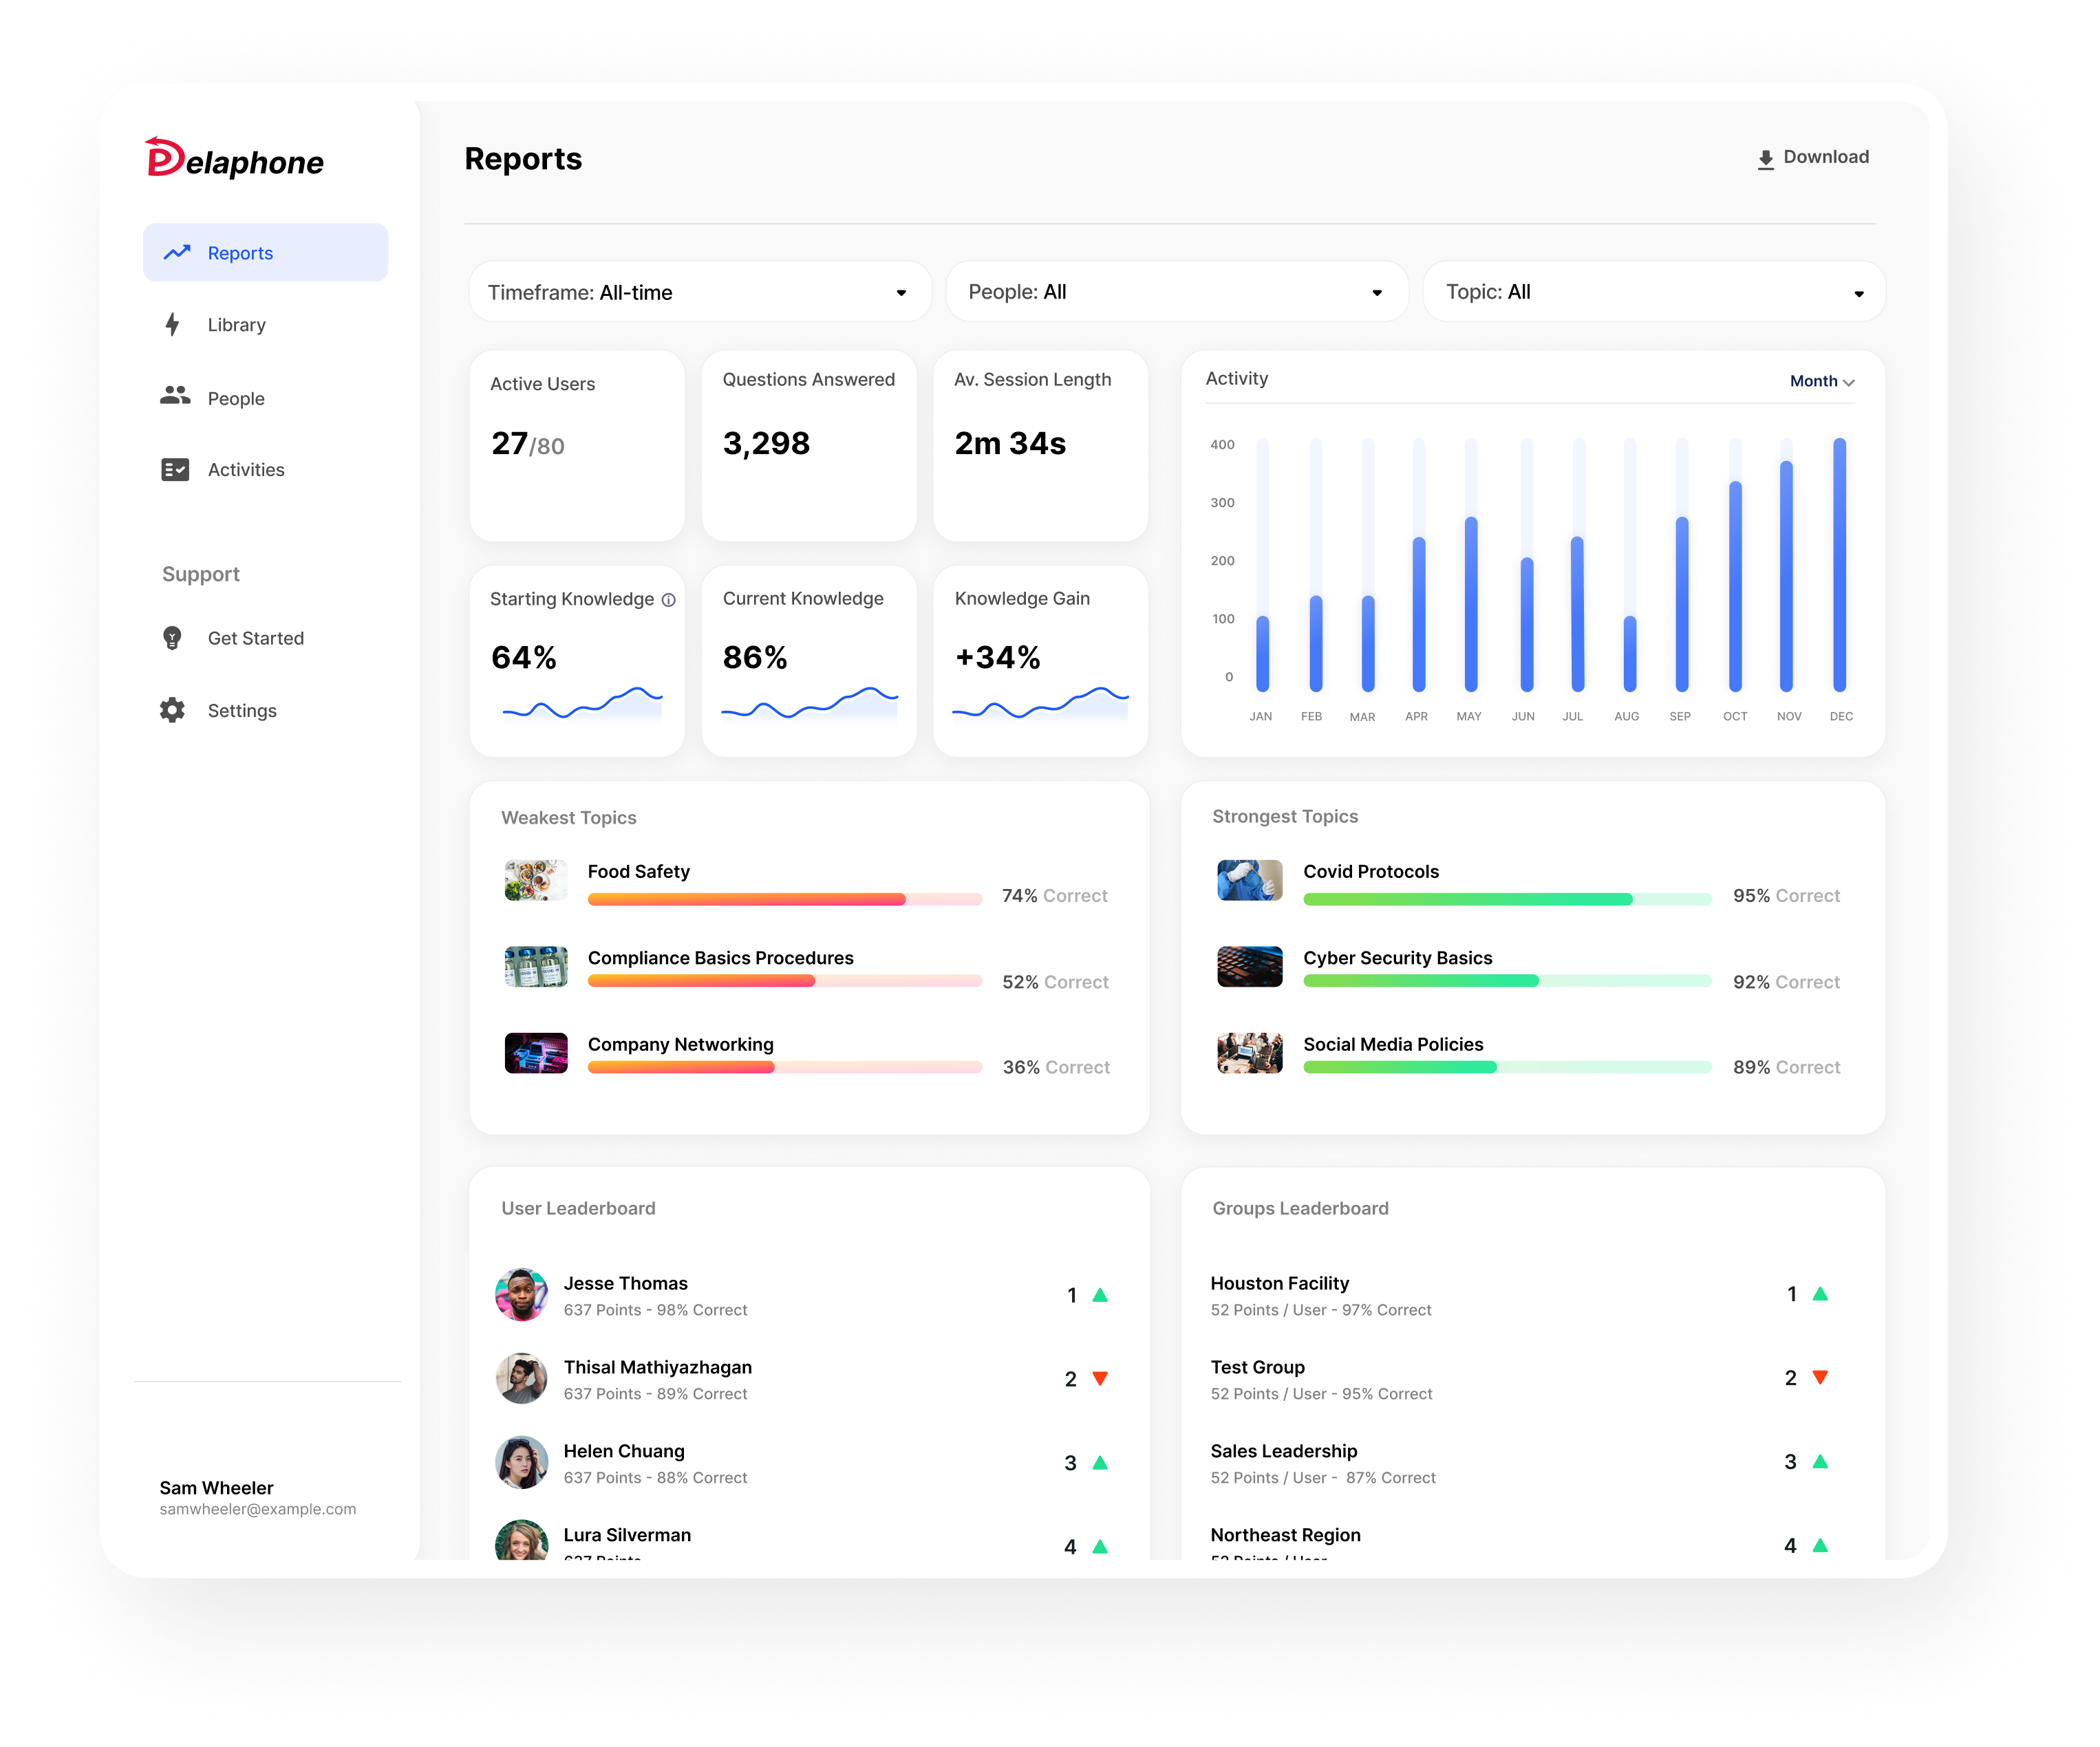 Delaphone
Reports
Library
People
Activities
Support
Get Started
Settings
Sam Wheeler
samwheeler@example.com
Reports
Download
Timeframe: All-time
People: All
Topic: All
Active Users
27/80
Questions Answered
3,298
Av. Session Length
2m 34s
Starting Knowledge
64%
Current Knowledge
86%
Knowledge Gain
+34%
Activity
Month
400
300
200
100
0
JAN FEB MAR APR MAY JUN JUL AUG SEP OCT NOV DEC
Weakest Topics
Food Safety
74% Correct
Compliance Basics Procedures
52% Correct
Company Networking
36% Correct
Strongest Topics
Covid Protocols
95% Correct
Cyber Security Basics
92% Correct
Social Media Policies
89% Correct
User Leaderboard
Jesse Thomas
637 Points - 98% Correct
1
Thisal Mathiyazhagan
637 Points - 89% Correct
2
Helen Chuang
637 Points - 88% Correct
3
Lura Silverman
637 Points
4
Groups Leaderboard
Houston Facility
52 Points / User - 97% Correct
1
Test Group
52 Points / User - 95% Correct
2
Sales Leadership
52 Points / User - 87% Correct
3
Northeast Region
52 Points / User
4